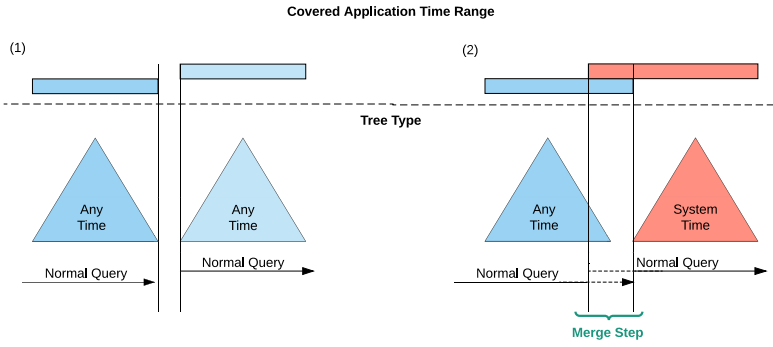 Covered Application Time Range
(1)
(2)
Tree Type
Any
Time
Any
Time
Any
Time
System
Time
Normal Query
Normal Query
Normal Query
Normal Query
Merge Step